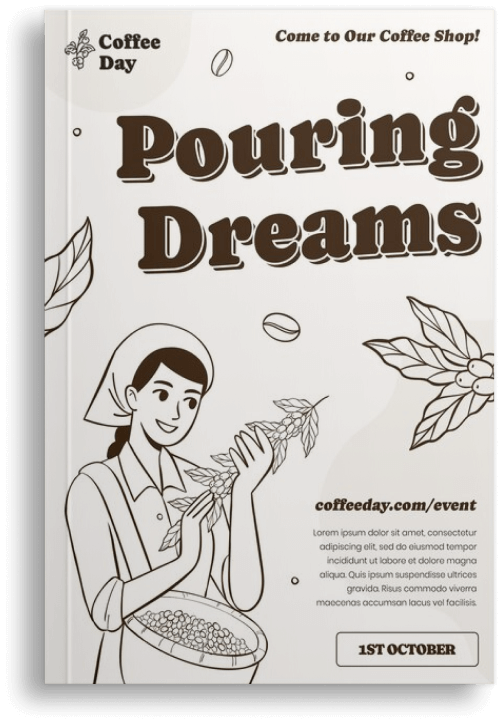 Coffee
Day
Come to Our Coffee Shop!
Pouring
Dreams
coffeeday.com/event
Lorem ipsum dolor sit amet, consectetur
adipiscing elit, sed do eiusmod tempor
incididunt ut labore et dolore magna
aliqua. Quis ipsum suspendisse ultrices
gravida. Risus commodo viverra
maecenas accumsan lacus vel facilisis.
1ST OCTOBER